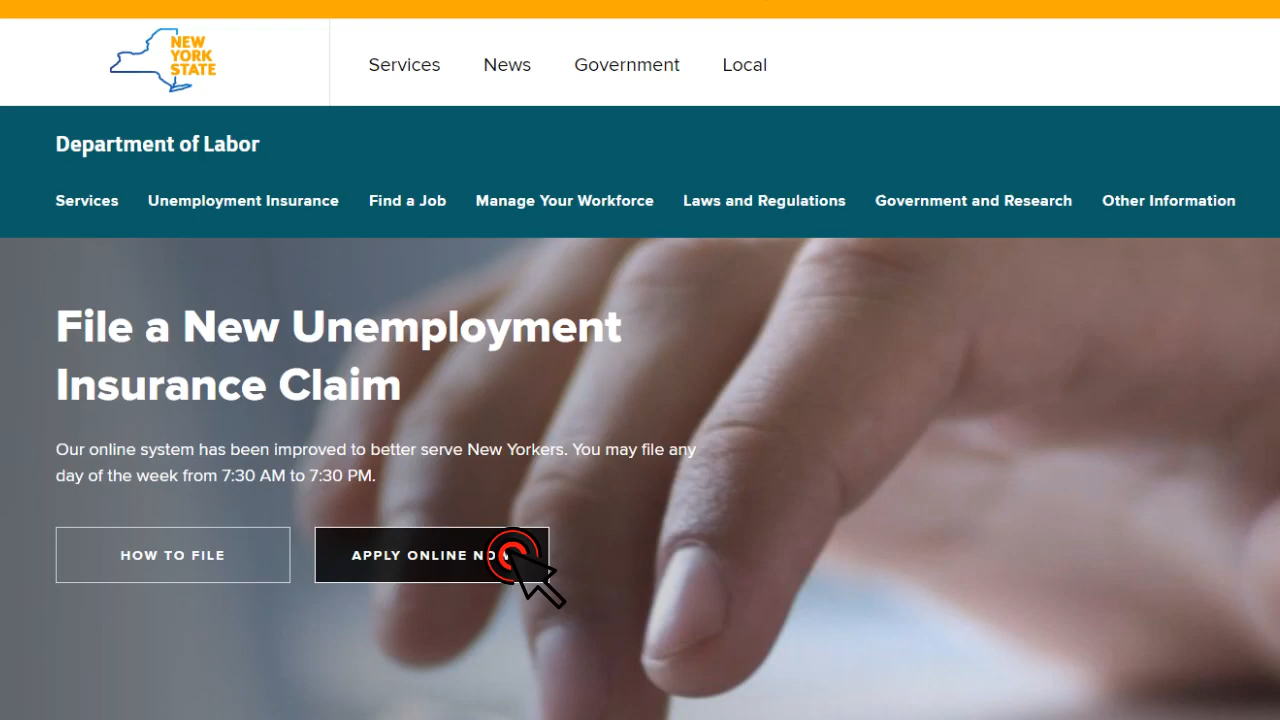 NEW
YORK
STATE
Services News Government Local
Department of Labor
Services Unemployment Insurance Find a Job Manage Your Workforce Laws and Regulations Government and Research Other Information
File a New Unemployment
Insurance Claim
Our online system has been improved to better serve New Yorkers. You may file any
day of the week from 7:30 AM to 7:30 PM.
HOW TO FILE APPLY ONLINE NOW